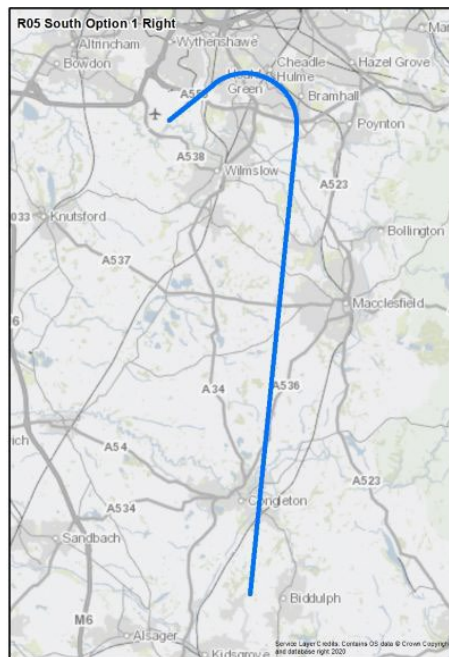 R05 South Option 1 Right
Wythenshawe
Altrincham
Bowdon
Cheadle
Hulme
Hazel Grove
Green
Bramhall
Poynton
A538
Wilmslow
A523
Knutsford
Bollington
A537
Macclesfield
A34
A536
A54
A523
A534
Congleton
Sandbach
Biddulph
M6
Alsager
Kidsgrove
Service Layer Credits: Contains OS data © Crown Copyright
and database right 2020